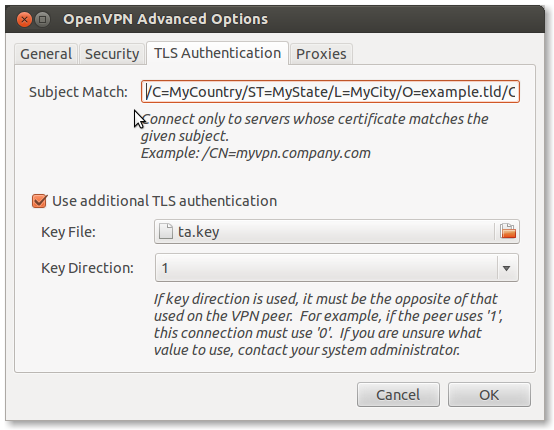 OpenVPN Advanced Options
General Security TLS Authentication Proxies
Subject Match: /C=MyCountry/ST=MyState/L=MyCity/O=example.tld/C
Connect only to servers whose certificate matches the
given subject.
Example: /CN=myvpn.company.com
Use additional TLS authentication
Key File: ta.key
Key Direction: 1
If key direction is used, it must be the opposite of that
used on the VPN peer. For example, if the peer uses '1',
this connection must use '0'. If you are unsure what
value to use, contact your system administrator.
Cancel OK